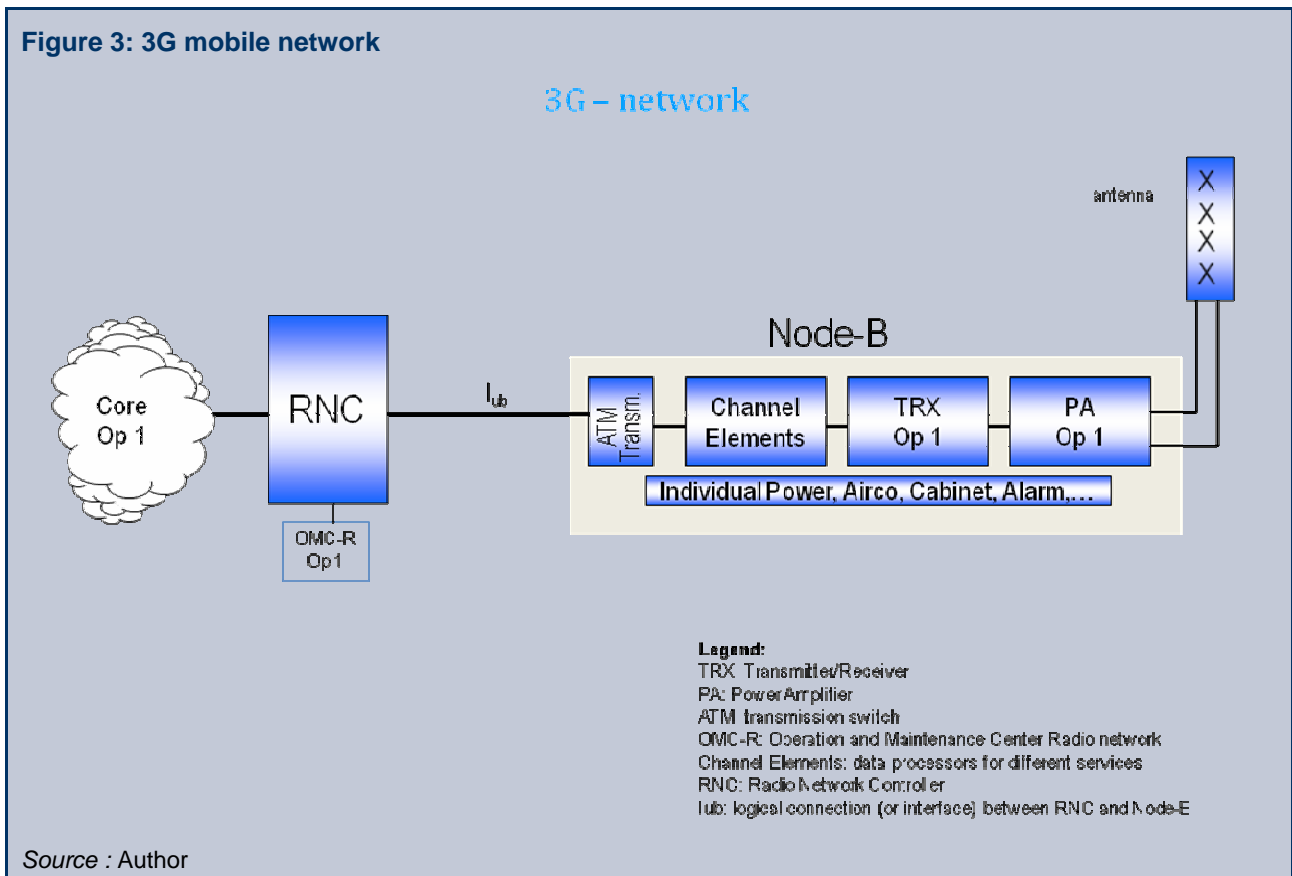 Figure 3: 3G mobile network
3G – network
antenna
X
X
X
X
Node-B
Core
Op 1
RNC
Iub
ATM
Transm.
Channel
Elements
TRX
Op 1
PA
Op 1
Individual Power, Airco, Cabinet, Alarm,...
OMC-R
Op1
Legend:
TRX Transmitter/Receiver
PA: Power Amplifier
ATM transmission switch
OMC-R: Operation and Maintenance Center Radio network
Channel Elements: data processors for different services
RNC: Radio Network Controller
Iub: logical connection (or interface) between RNC and Node-E
Source : Author